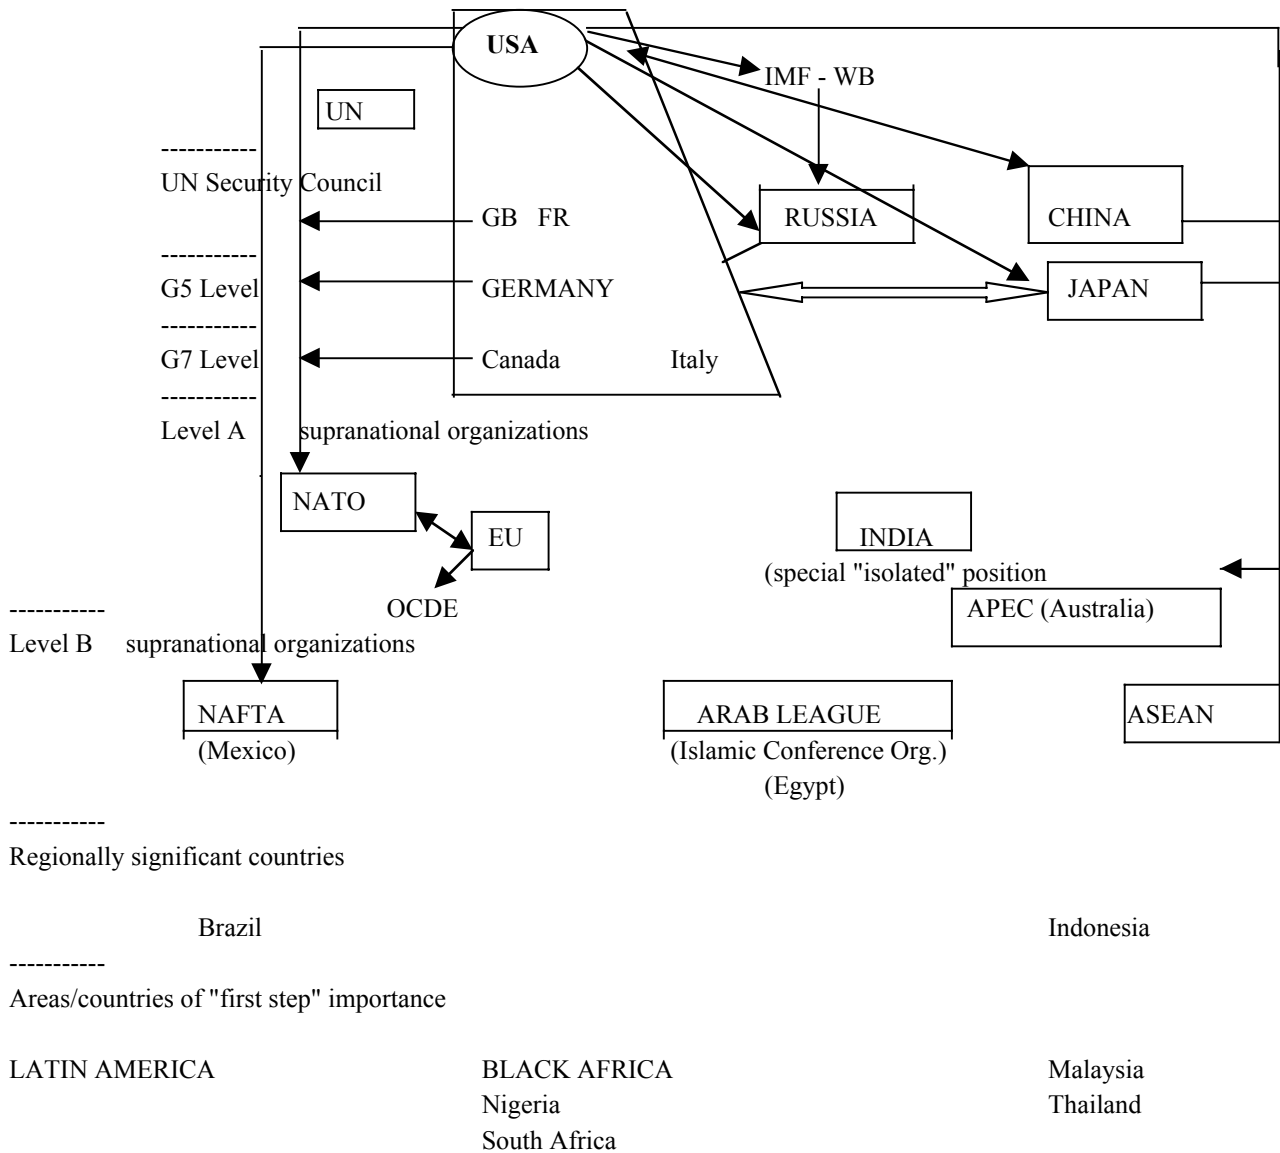 USA
IMF - WB
UN
-----------
UN Security Council
GB FR
RUSSIA
CHINA
-----------
G5 Level
GERMANY
JAPAN
-----------
G7 Level
Canada
Italy
-----------
Level A supranational organizations
NATO
EU
INDIA
(special "isolated" position
OCDE
APEC (Australia)
-----------
Level B supranational organizations
NAFTA
ARAB LEAGUE
ASEAN
(Mexico)
(Islamic Conference Org.)
(Egypt)
-----------
Regionally significant countries
Brazil
Indonesia
-----------
Areas/countries of "first step" importance
LATIN AMERICA
BLACK AFRICA
Malaysia
Nigeria
Thailand
South Africa